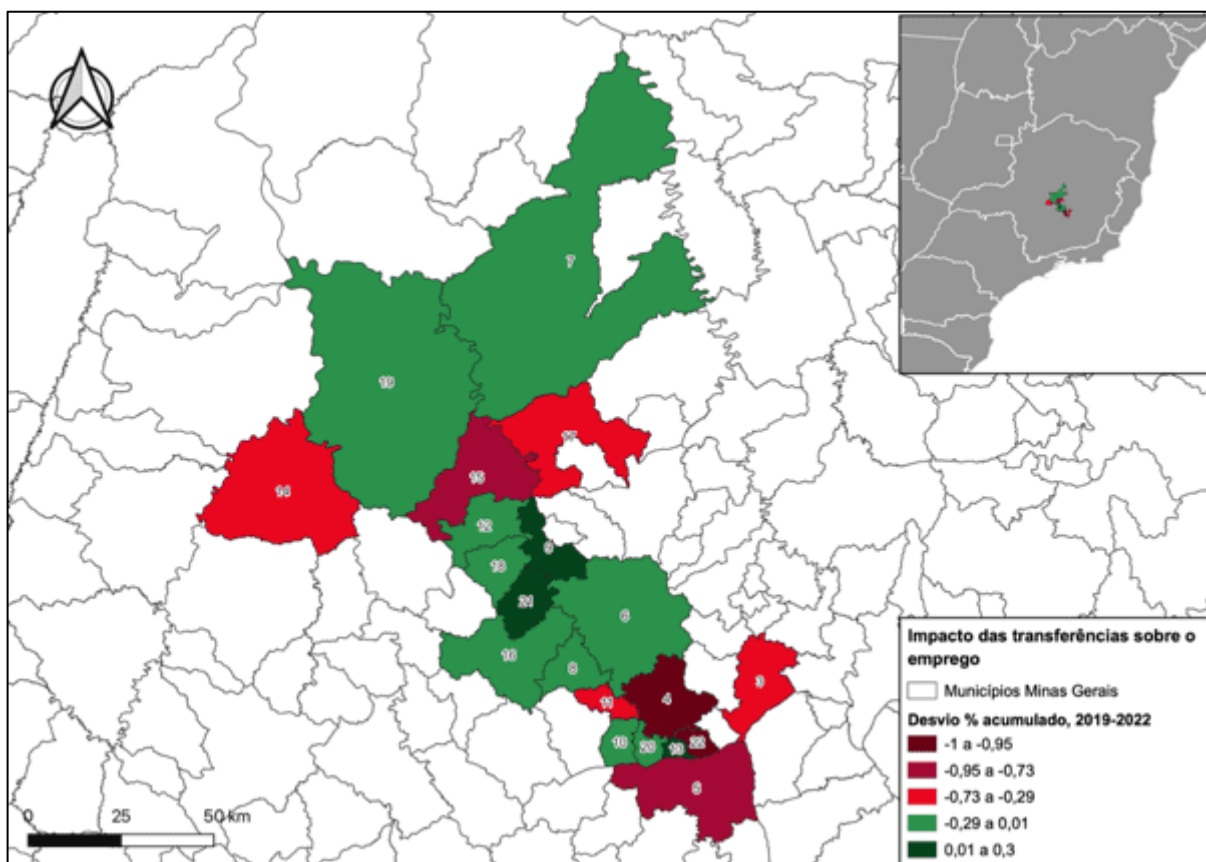 7
19
17
14
15
12
9
18
21
6
16
8
3
4
11
10
20
13
22
5
0
25
50 km
Impacto das transferências sobre o
emprego
Municípios Minas Gerais
Desvio % acumulado, 2019-2022
-1 a -0,95
-0,95 a -0,73
-0,73 a -0,29
-0,29 a 0,01
0,01 a 0,3